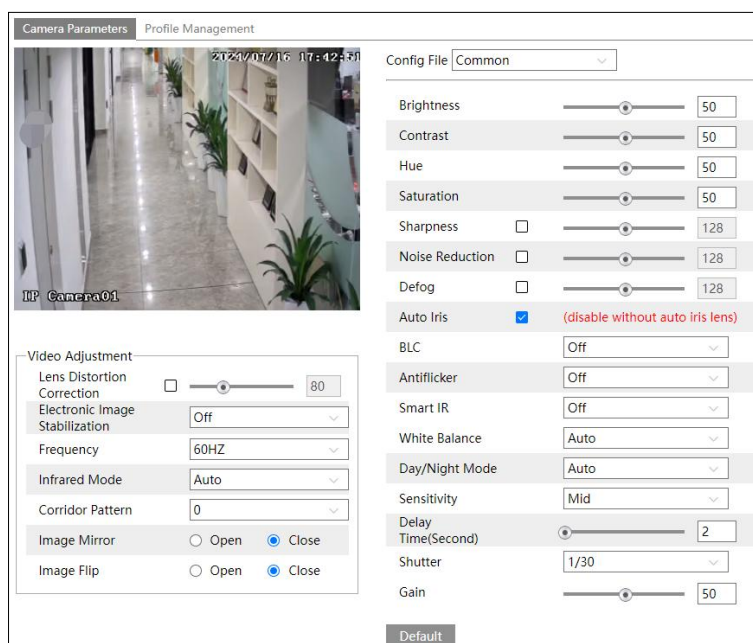 Camera Parameters Profile Management
2024/07/16 17:42:51
IP Camera01
Video Adjustment
Lens Distortion
Correction
80
Electronic Image
Stabilization
Off
Frequency
60HZ
Infrared Mode
Auto
Corridor Pattern
0
Image Mirror
Open Close
Image Flip
Open Close
Config File Common
Brightness
50
Contrast
50
Hue
50
Saturation
50
Sharpness
128
Noise Reduction
128
Defog
128
Auto Iris
(disable without auto iris lens)
BLC
Off
Antiflicker
Off
Smart IR
Off
White Balance
Auto
Day/Night Mode
Auto
Sensitivity
Mid
Delay
Time(Second)
2
Shutter
1/30
Gain
50
Default